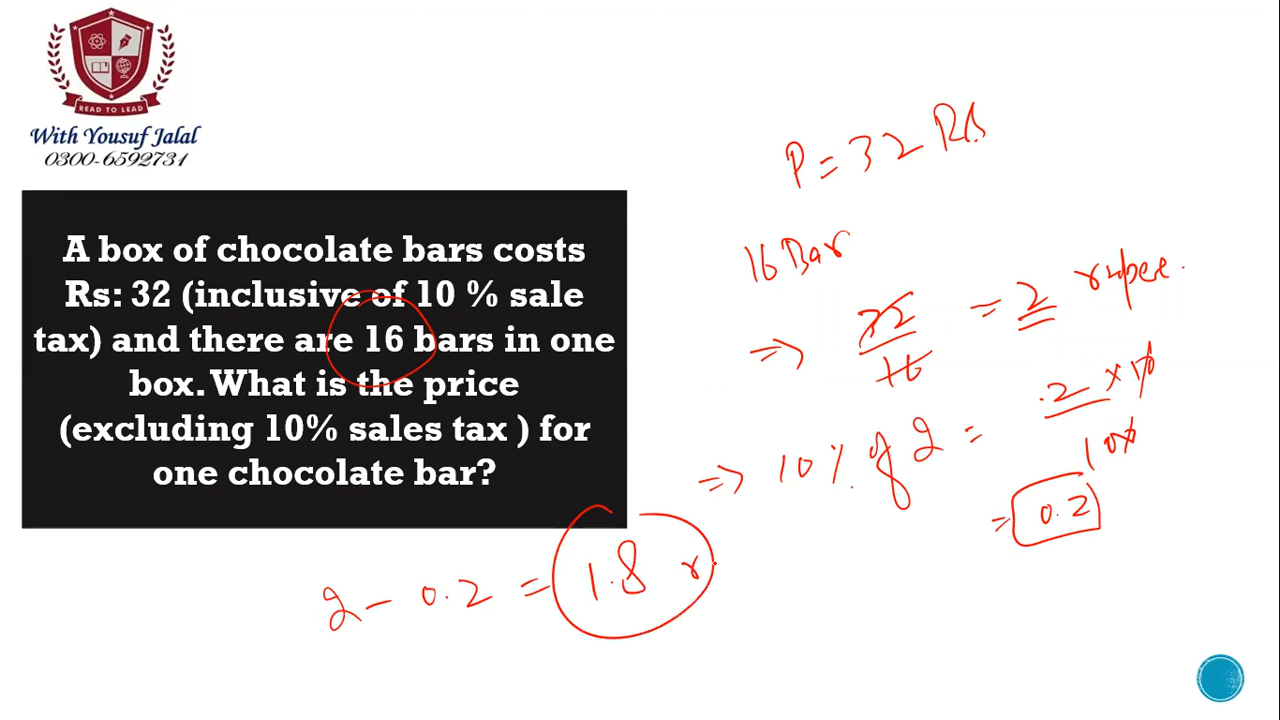 READ TO LEAD
With Yousuf Jalal
0300-6592731
A box of chocolate bars costs
Rs: 32 (inclusive of 10 % sale
tax) and there are 16 bars in one
box. What is the price
(excluding 10% sales tax ) for
one chocolate bar?
P = 32 RS
16 Bar
=> 32/16 = 2 rupee.
=> 10% of 2 = 2 x 10 / 100
= 0.2
2 - 0.2 = 1.8 r